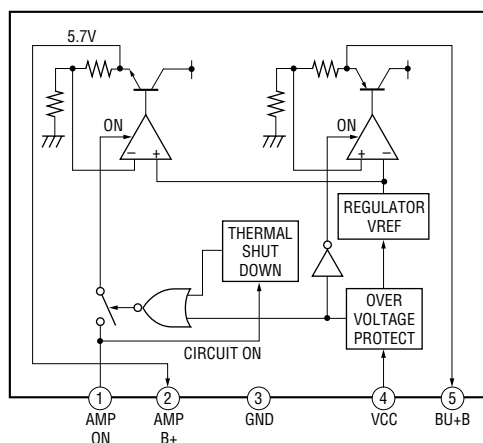 5.7V
ON
ON
− +
+ −
REGULATOR
VREF
THERMAL
SHUT
DOWN
OVER
VOLTAGE
PROTECT
CIRCUIT ON
1
2
3
4
5
AMP
ON
AMP
B+
GND
VCC
BU+B